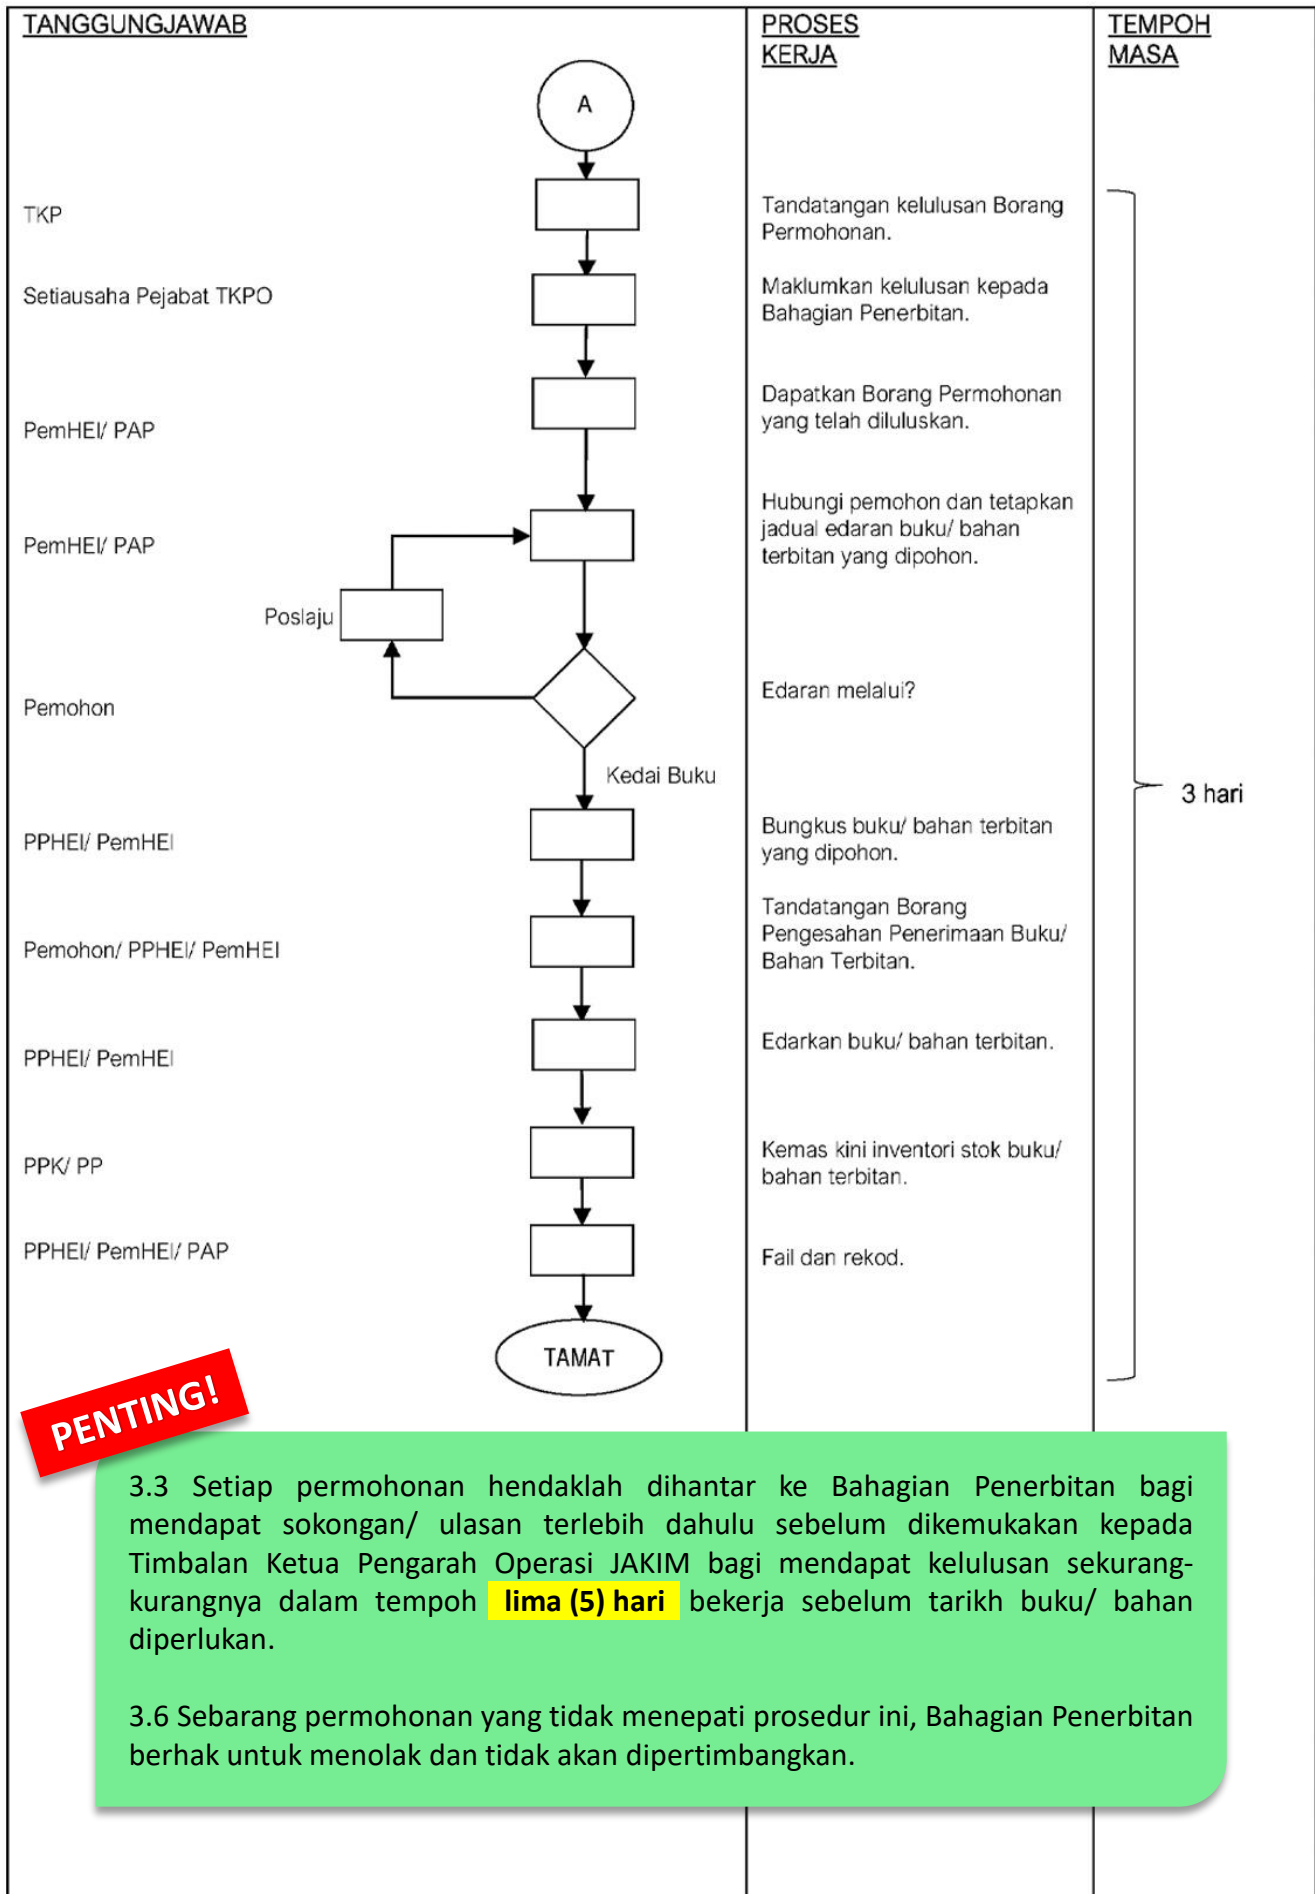 TANGGUNGJAWAB
PROSES
KERJA
TEMPOH
MASA
A
TKP
Tandatangan kelulusan Borang
Permohonan.
Setiausaha Pejabat TKPO
Maklumkan kelulusan kepada
Bahagian Penerbitan.
PemHEI/ PAP
Dapatkan Borang Permohonan
yang telah diluluskan.
PemHEI/ PAP
Hubungi pemohon dan tetapkan
jadual edaran buku/ bahan
terbitan yang dipohon.
Poslaju
Pemohon
Edaran melalui?
Kedai Buku
3 hari
PPHEI/ PemHEI
Bungkus buku/ bahan terbitan
yang dipohon.
Pemohon/ PPHEI/ PemHEI
Tandatangan Borang
Pengesahan Penerimaan Buku/
Bahan Terbitan.
PPHEI/ PemHEI
Edarkan buku/ bahan terbitan.
PPK/ PP
Kemas kini inventori stok buku/
bahan terbitan.
PPHEI/ PemHEI/ PAP
Fail dan rekod.
TAMAT
PENTING!
3.3 Setiap permohonan hendaklah dihantar ke Bahagian Penerbitan bagi
mendapat sokongan/ ulasan terlebih dahulu sebelum dikemukakan kepada
Timbalan Ketua Pengarah Operasi JAKIM bagi mendapat kelulusan sekurang-
kurangnya dalam tempoh lima (5) hari bekerja sebelum tarikh buku/ bahan
diperlukan.
3.6 Sebarang permohonan yang tidak menepati prosedur ini, Bahagian Penerbitan
berhak untuk menolak dan tidak akan dipertimbangkan.